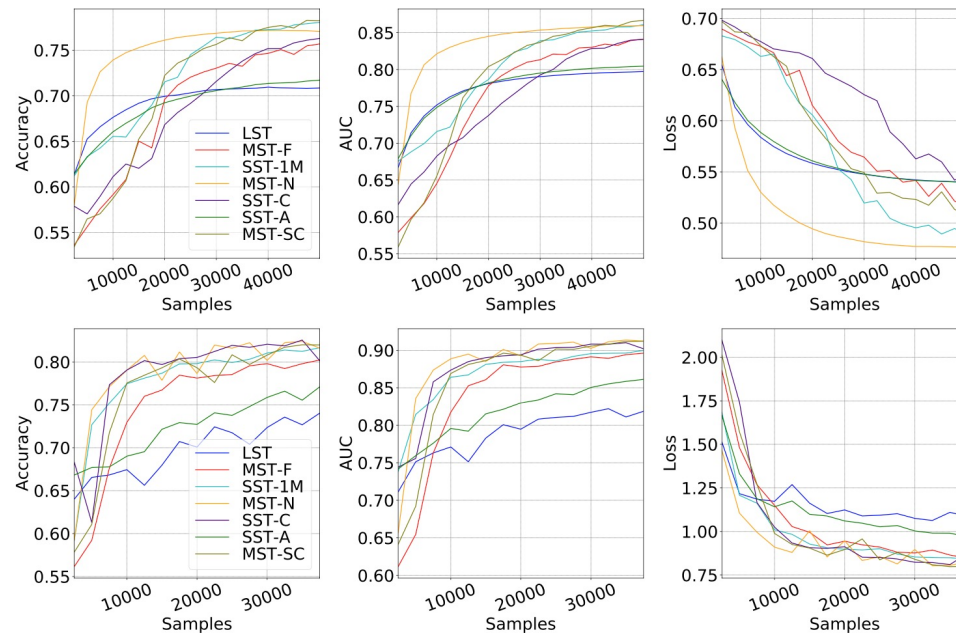 0.75
0.70
0.65
0.60
0.55
Accuracy
LST
MST-F
SST-1M
MST-N
SST-C
SST-A
MST-SC
10000
20000
30000
40000
Samples
0.85
0.80
0.75
0.70
0.65
0.60
0.55
AUC
10000
20000
30000
40000
Samples
0.70
0.65
0.60
0.55
0.50
Loss
10000
20000
30000
40000
Samples
0.80
0.75
0.70
0.65
0.60
0.55
Accuracy
LST
MST-F
SST-1M
MST-N
SST-C
SST-A
MST-SC
10000
20000
30000
Samples
0.90
0.85
0.80
0.75
0.70
0.65
0.60
AUC
10000
20000
30000
Samples
2.00
1.75
1.50
1.25
1.00
0.75
Loss
10000
20000
30000
Samples